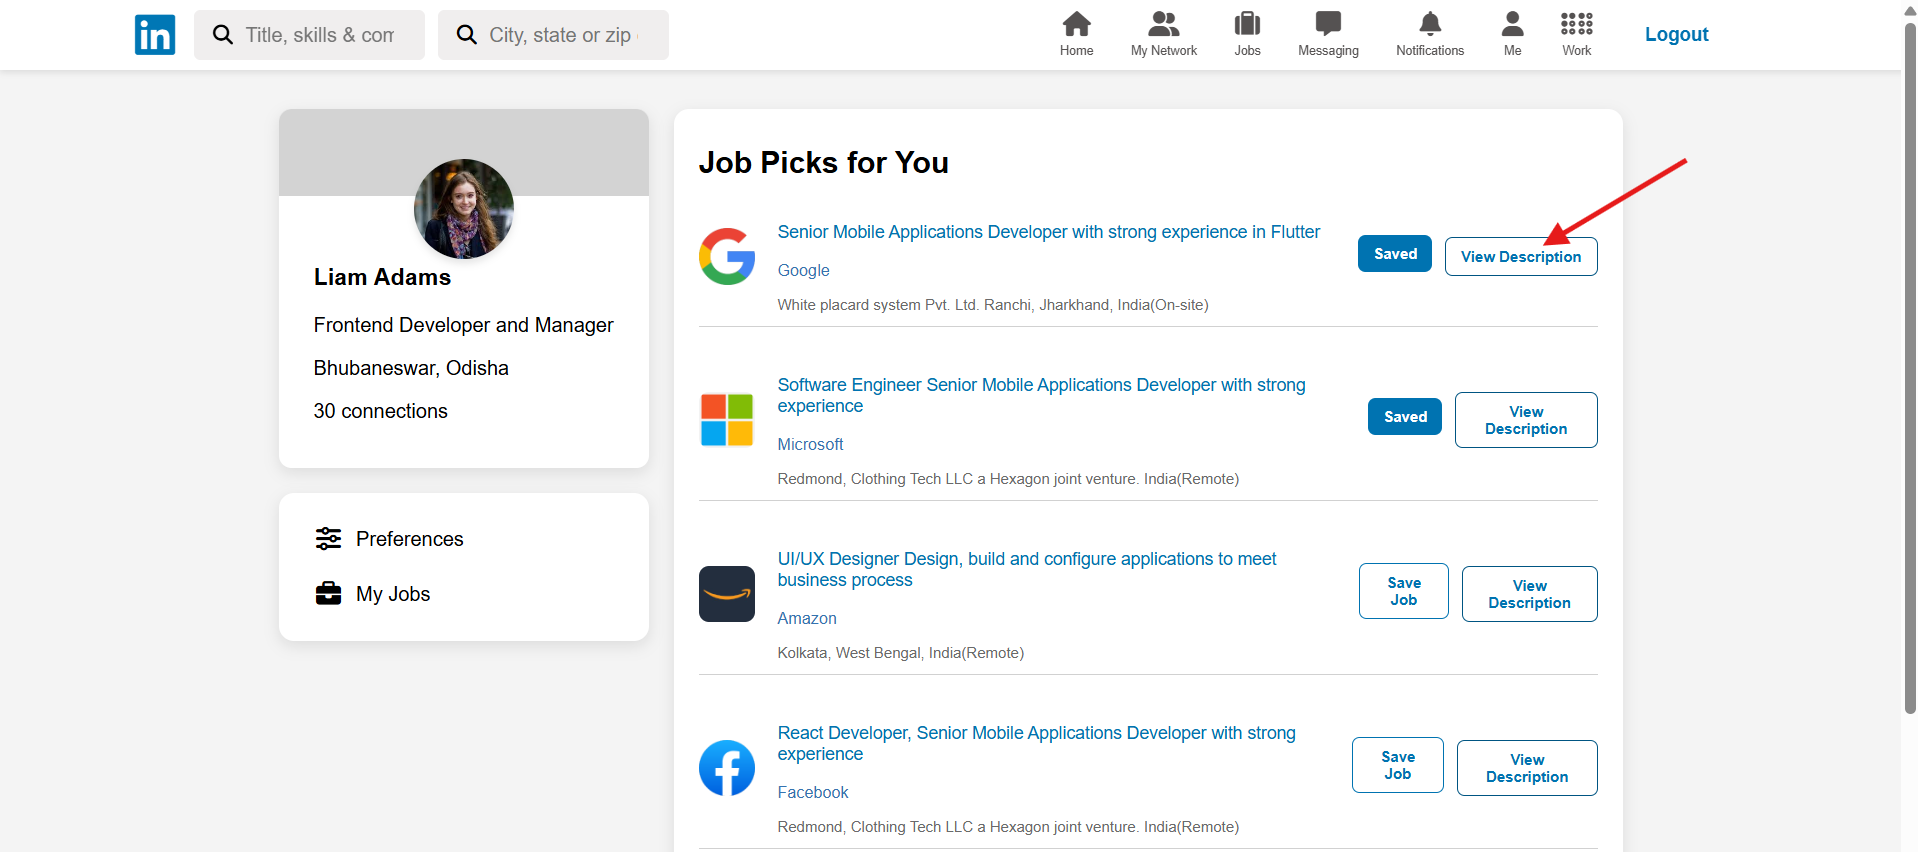 in
Title, skills & com
City, state or zip
Home
My Network
Jobs
Messaging
Notifications
Me
Work
Logout
Liam Adams
Frontend Developer and Manager
Bhubaneswar, Odisha
30 connections
Preferences
My Jobs
Job Picks for You
Senior Mobile Applications Developer with strong experience in Flutter
Google
White placard system Pvt. Ltd. Ranchi, Jharkhand, India(On-site)
Saved
View Description
Software Engineer Senior Mobile Applications Developer with strong
experience
Microsoft
Redmond, Clothing Tech LLC a Hexagon joint venture. India(Remote)
Saved
View
Description
UI/UX Designer Design, build and configure applications to meet
business process
Amazon
Kolkata, West Bengal, India(Remote)
Save
Job
View
Description
React Developer, Senior Mobile Applications Developer with strong
experience
Facebook
Redmond, Clothing Tech LLC a Hexagon joint venture. India(Remote)
Save
Job
View
Description